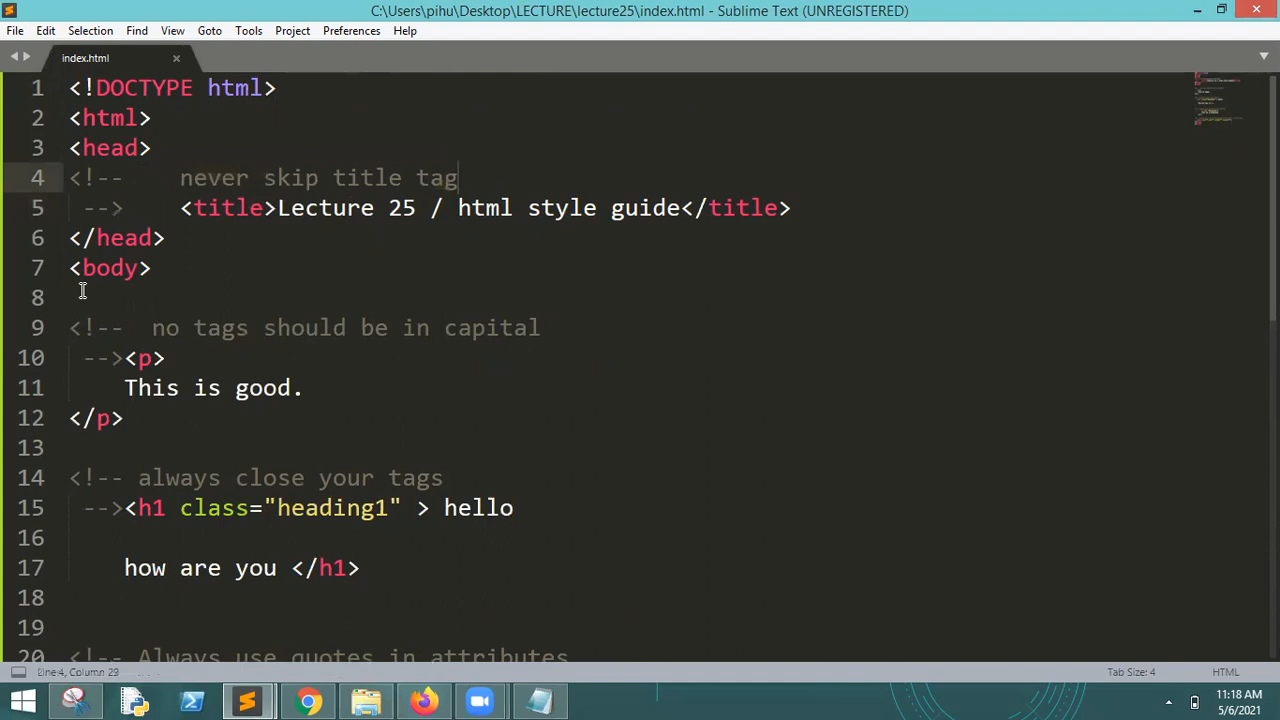 C:\Users\pihu\Desktop\LECTURE\lecture25\index.html - Sublime Text (UNREGISTERED)
File Edit Selection Find View Goto Tools Project Preferences Help
index.html
1 <!DOCTYPE html>
2 <html>
3 <head>
4 <!-- never skip title tag
5 --> <title>Lecture 25 / html style guide</title>
6 </head>
7 <body>
8
9 <!-- no tags should be in capital
10 --><p>
11 This is good.
12 </p>
13
14 <!-- always close your tags
15 --><h1 class="heading1" > hello
16
17 how are you </h1>
18
19
20 <!-- Always use quotes in attributes
Line 4, Column 29 Tab Size: 4 HTML
11:18 AM
5/6/2021